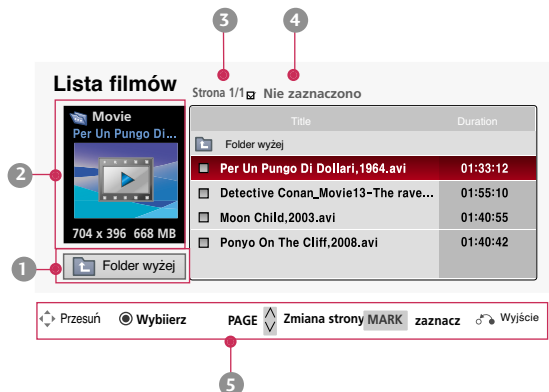 3
4
Lista filmów
Strona 1/1 Nie zaznaczono
Movie
Per Un Pungo Di...
Title Duration
Folder wyżej
Per Un Pungo Di Dollari,1964.avi 01:33:12
2
Detective Conan_Movie13-The rave... 01:55:10
Moon Child,2003.avi 01:40:55
704 x 396 668 MB
Ponyo On The Cliff,2008.avi 01:40:42
1
Folder wyżej
Przesuń Wybiierz PAGE Zmiana strony MARK zaznacz Wyjście
5